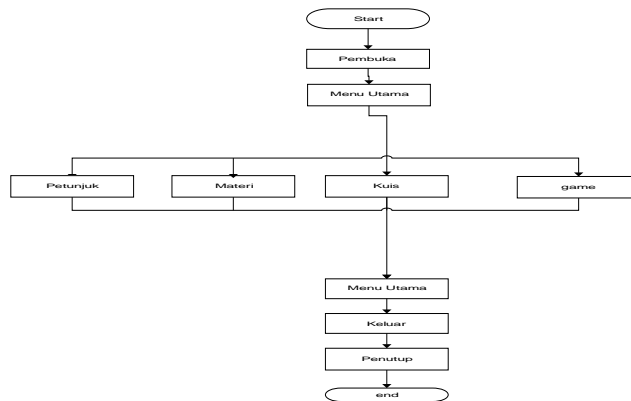 Start
Pembuka
Menu Utama
Petunjuk
Materi
Kuis
game
Menu Utama
Keluar
Penutup
end